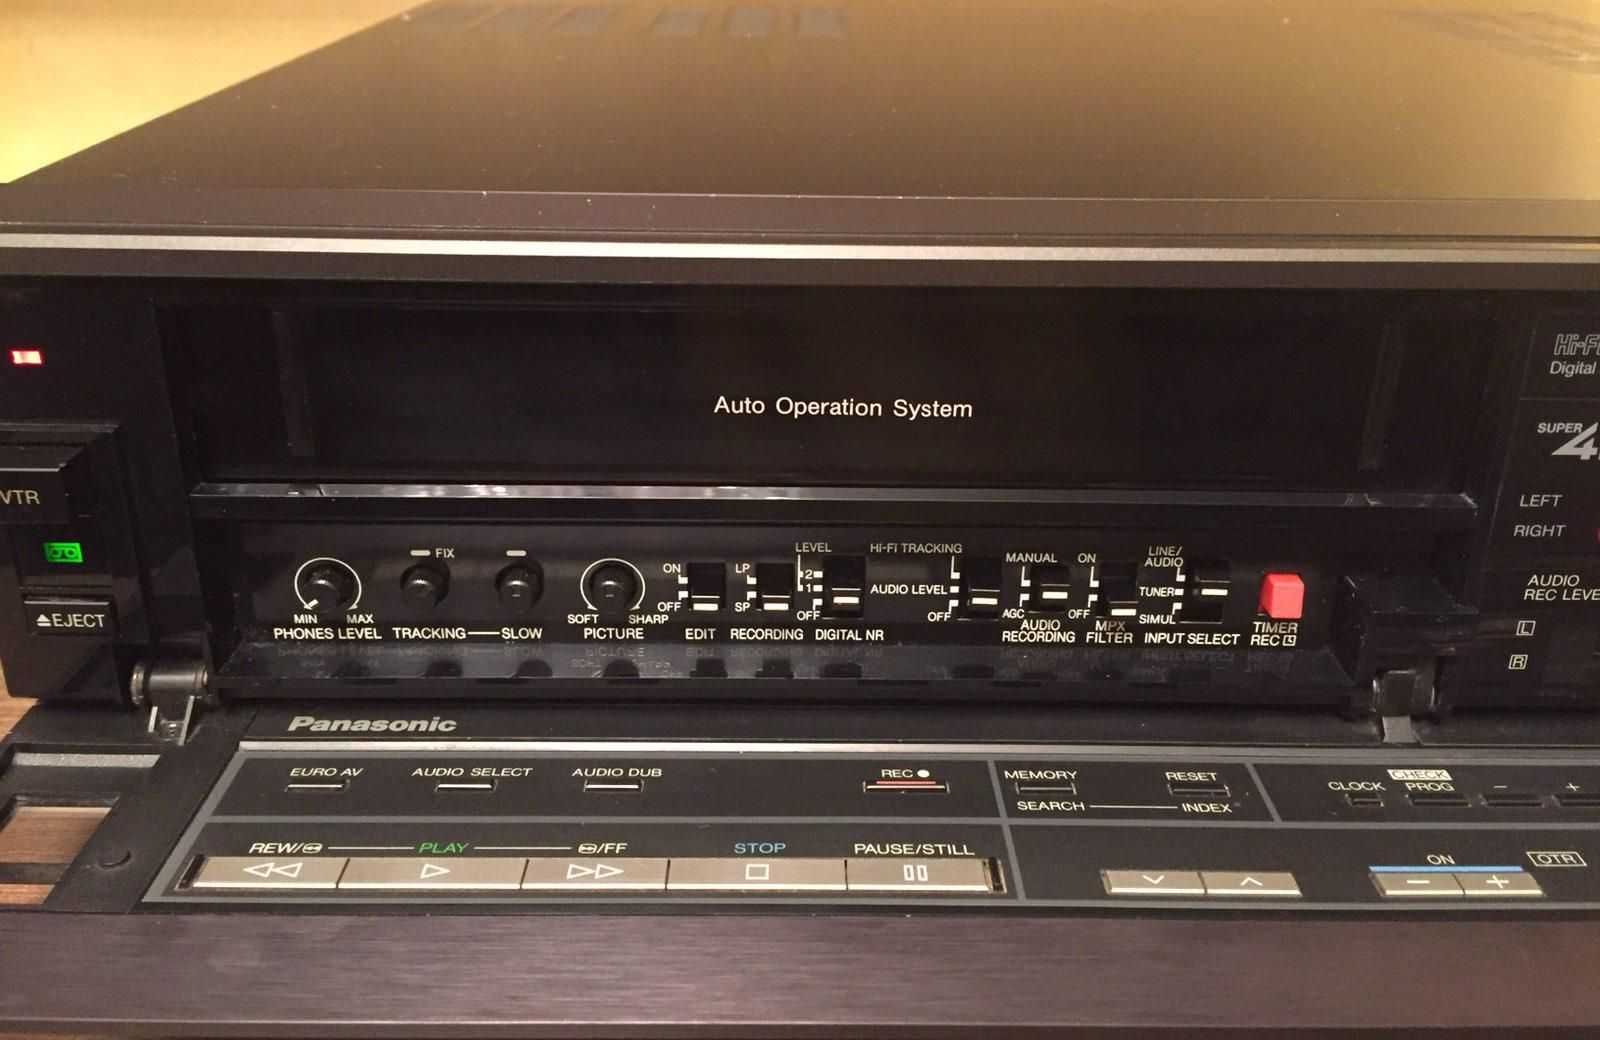 Auto Operation System
Hi-Fi
Digital
SUPER
4
VTR
LEFT
RIGHT
EJECT
AUDIO
REC LEVE
L
R
FIX
MIN MAX
PHONES LEVEL
TRACKING SLOW
SOFT SHARP
PICTURE
ON
OFF
EDIT
LP
SP
RECORDING
LEVEL
2
1
OFF
DIGITAL NR
Hi-Fi TRACKING
AUDIO LEVEL
OFF
MANUAL
AGC
AUDIO
RECORDING
ON
OFF
MPX
FILTER
LINE/
AUDIO
TUNER
SIMUL
INPUT SELECT
TIMER
REC
Panasonic
EURO AV AUDIO SELECT AUDIO DUB REC
MEMORY RESET
SEARCH INDEX
CHECK
CLOCK PROG − +
REW/ PLAY /FF STOP PAUSE/STILL
ON OTR
− +